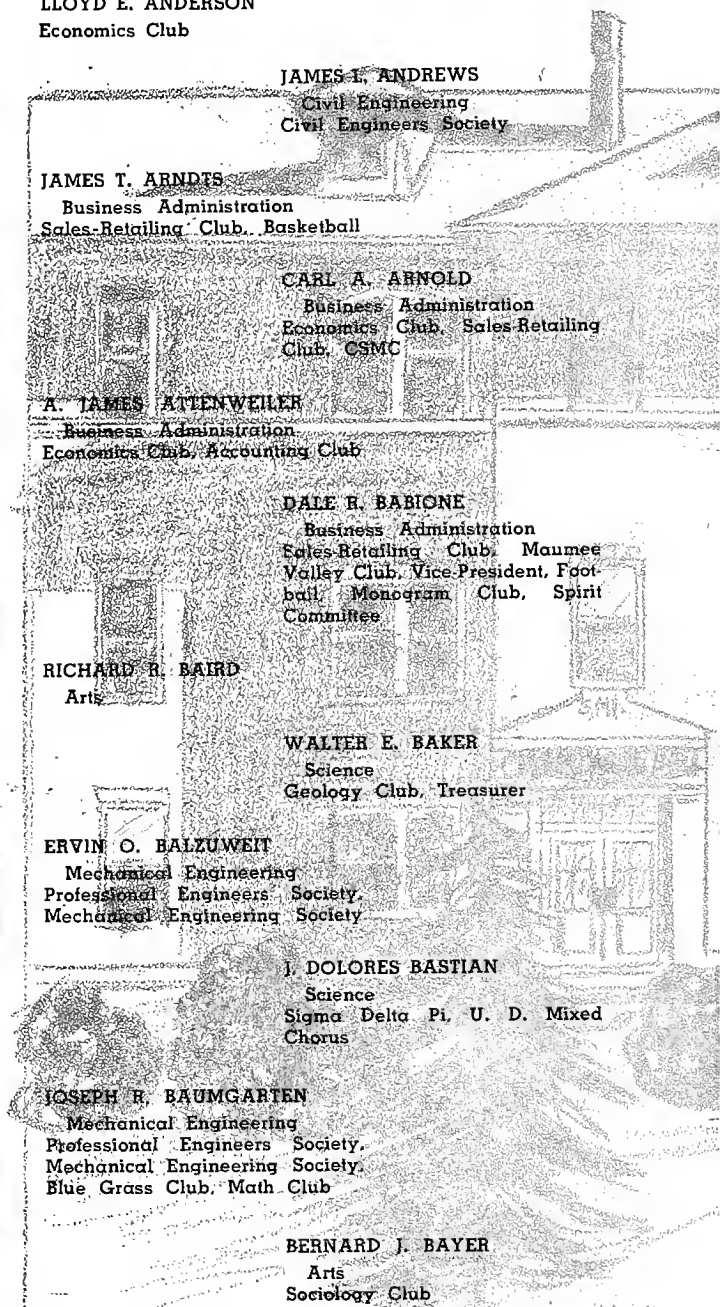 LLOYD E. ANDERSON
Economics Club
JAMES L. ANDREWS
Civil Engineering
Civil Engineers Society
JAMES T. ARNDTS
Business Administration
Sales-Retailing Club, Basketball
CARL A. ARNOLD
Business Administration
Economics Club, Sales-Retailing
Club, CSMC
A. JAMES ATTENWEILER
Business Administration
Economics Club, Accounting Club
DALE R. BABIONE
Business Administration
Sales-Retailing Club, Maumee
Valley Club, Vice-President, Foot-
ball, Monogram Club, Spirit
Committee
RICHARD R. BAIRD
Arts
WALTER E. BAKER
Science
Geology Club, Treasurer
ERVIN O. BALZUWEIT
Mechanical Engineering
Professional Engineers Society,
Mechanical Engineering Society
J. DOLORES BASTIAN
Science
Sigma Delta Pi, U. D. Mixed
Chorus
JOSEPH R. BAUMGARTEN
Mechanical Engineering
Professional Engineers Society,
Mechanical Engineering Society,
Blue Grass Club, Math Club
BERNARD J. BAYER
Arts
Sociology Club